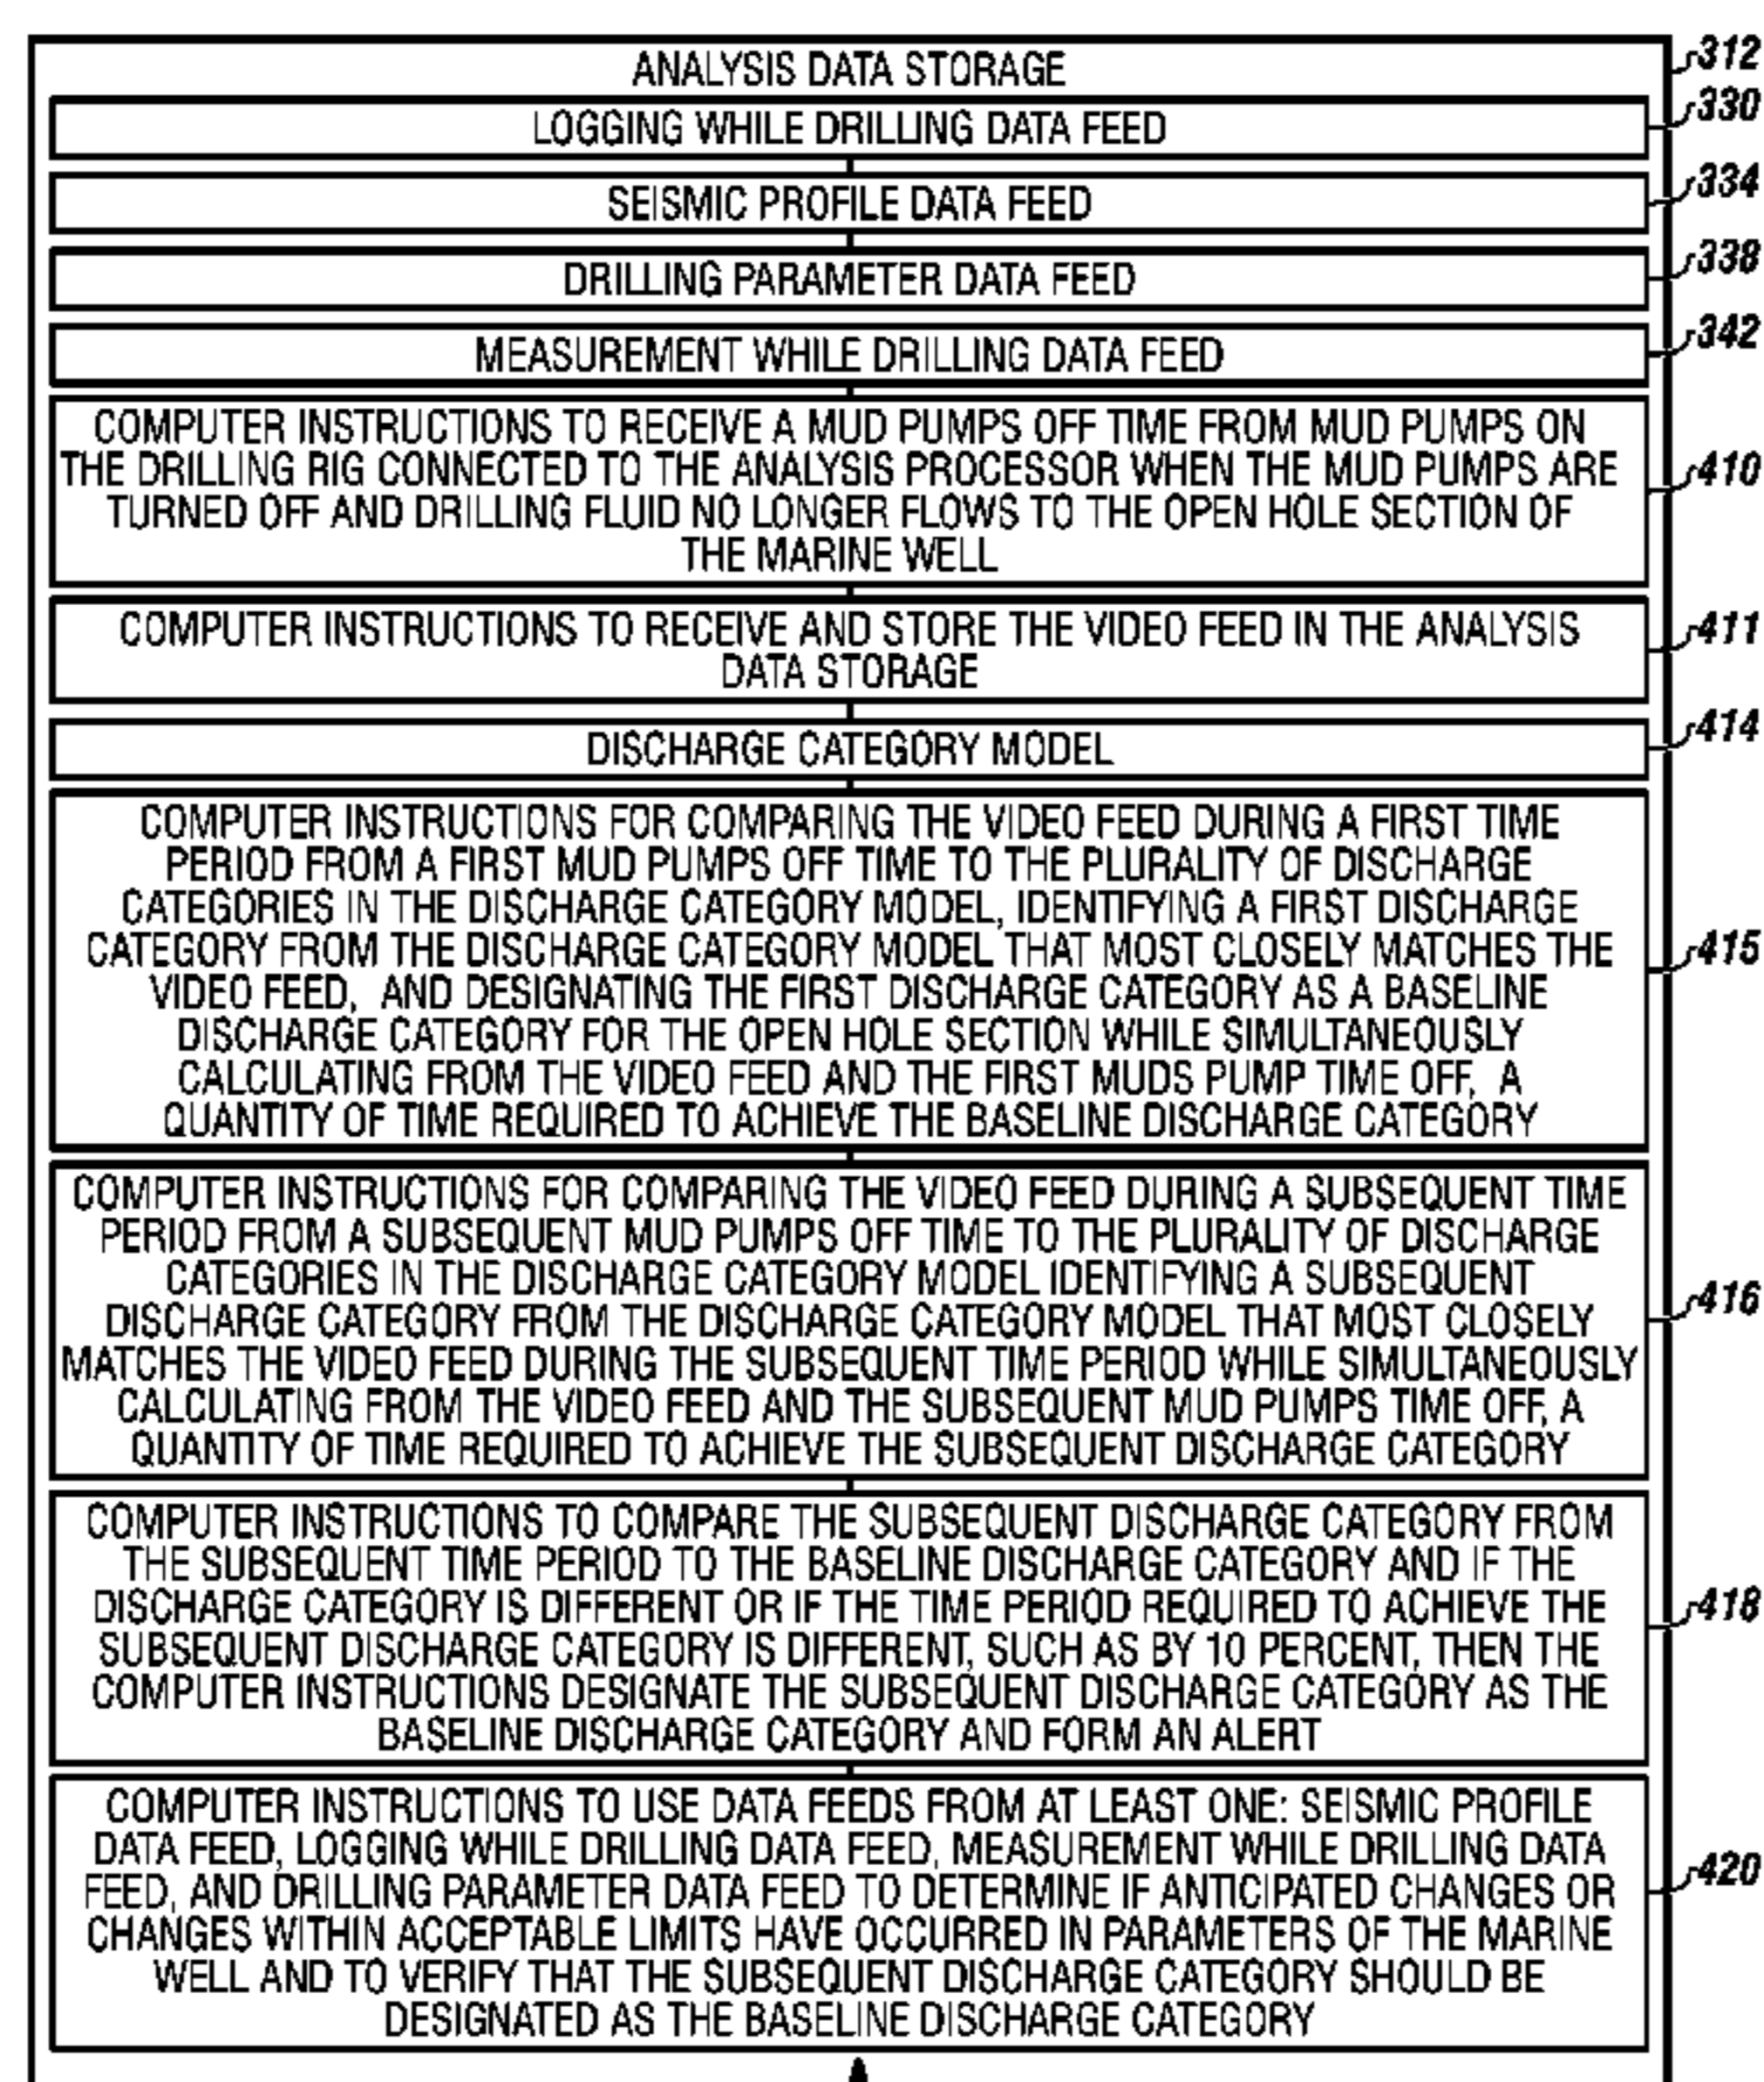 ANALYSIS DATA STORAGE
312
LOGGING WHILE DRILLING DATA FEED
330
SEISMIC PROFILE DATA FEED
334
DRILLING PARAMETER DATA FEED
338
MEASUREMENT WHILE DRILLING DATA FEED
342
COMPUTER INSTRUCTIONS TO RECEIVE A MUD PUMPS OFF TIME FROM MUD PUMPS ON
THE DRILLING RIG CONNECTED TO THE ANALYSIS PROCESSOR WHEN THE MUD PUMPS ARE
TURNED OFF AND DRILLING FLUID NO LONGER FLOWS TO THE OPEN HOLE SECTION OF
THE MARINE WELL
410
COMPUTER INSTRUCTIONS TO RECEIVE AND STORE THE VIDEO FEED IN THE ANALYSIS
DATA STORAGE
411
DISCHARGE CATEGORY MODEL
414
COMPUTER INSTRUCTIONS FOR COMPARING THE VIDEO FEED DURING A FIRST TIME
PERIOD FROM A FIRST MUD PUMPS OFF TIME TO THE PLURALITY OF DISCHARGE
CATEGORIES IN THE DISCHARGE CATEGORY MODEL, IDENTIFYING A FIRST DISCHARGE
CATEGORY FROM THE DISCHARGE CATEGORY MODEL, THAT MOST CLOSELY MATCHES THE
VIDEO FEED, AND DESIGNATING THE FIRST DISCHARGE CATEGORY AS A BASELINE
DISCHARGE CATEGORY FOR THE OPEN HOLE SECTION WHILE SIMULTANEOUSLY
CALCULATING FROM THE VIDEO FEED AND THE FIRST MUDS PUMP TIME OFF, A
QUANTITY OF TIME REQUIRED TO ACHIEVE THE BASELINE DISCHARGE CATEGORY
415
COMPUTER INSTRUCTIONS FOR COMPARING THE VIDEO FEED DURING A SUBSEQUENT TIME
PERIOD FROM A SUBSEQUENT MUD PUMPS OFF TIME TO THE PLURALITY OF DISCHARGE
CATEGORIES IN THE DISCHARGE CATEGORY MODEL IDENTIFYING A SUBSEQUENT
DISCHARGE CATEGORY FROM THE DISCHARGE CATEGORY MODEL THAT MOST CLOSELY
MATCHES THE VIDEO FEED DURING THE SUBSEQUENT TIME PERIOD WHILE SIMULTANEOUSLY
CALCULATING FROM THE VIDEO FEED AND THE SUBSEQUENT MUD PUMPS TIME OFF, A
QUANTITY OF TIME REQUIRED TO ACHIEVE THE SUBSEQUENT DISCHARGE CATEGORY
416
COMPUTER INSTRUCTIONS TO COMPARE THE SUBSEQUENT DISCHARGE CATEGORY FROM
THE SUBSEQUENT TIME PERIOD TO THE BASELINE DISCHARGE CATEGORY AND IF THE
DISCHARGE CATEGORY IS DIFFERENT OR IF THE TIME PERIOD REQUIRED TO ACHIEVE THE
SUBSEQUENT DISCHARGE CATEGORY IS DIFFERENT, SUCH AS BY 10 PERCENT, THEN THE
COMPUTER INSTRUCTIONS DESIGNATE THE SUBSEQUENT DISCHARGE CATEGORY AS THE
BASELINE DISCHARGE CATEGORY AND FORM AN ALERT
418
COMPUTER INSTRUCTIONS TO USE DATA FEEDS FROM AT LEAST ONE: SEISMIC PROFILE
DATA FEED, LOGGING WHILE DRILLING DATA FEED, MEASUREMENT WHILE DRILLING DATA
FEED, AND DRILLING PARAMETER DATA FEED TO DETERMINE IF ANTICIPATED CHANGES OR
CHANGES WITHIN ACCEPTABLE LIMITS HAVE OCCURRED IN PARAMETERS OF THE MARINE
WELL AND TO VERIFY THAT THE SUBSEQUENT DISCHARGE CATEGORY SHOULD BE
DESIGNATED AS THE BASELINE DISCHARGE CATEGORY
420